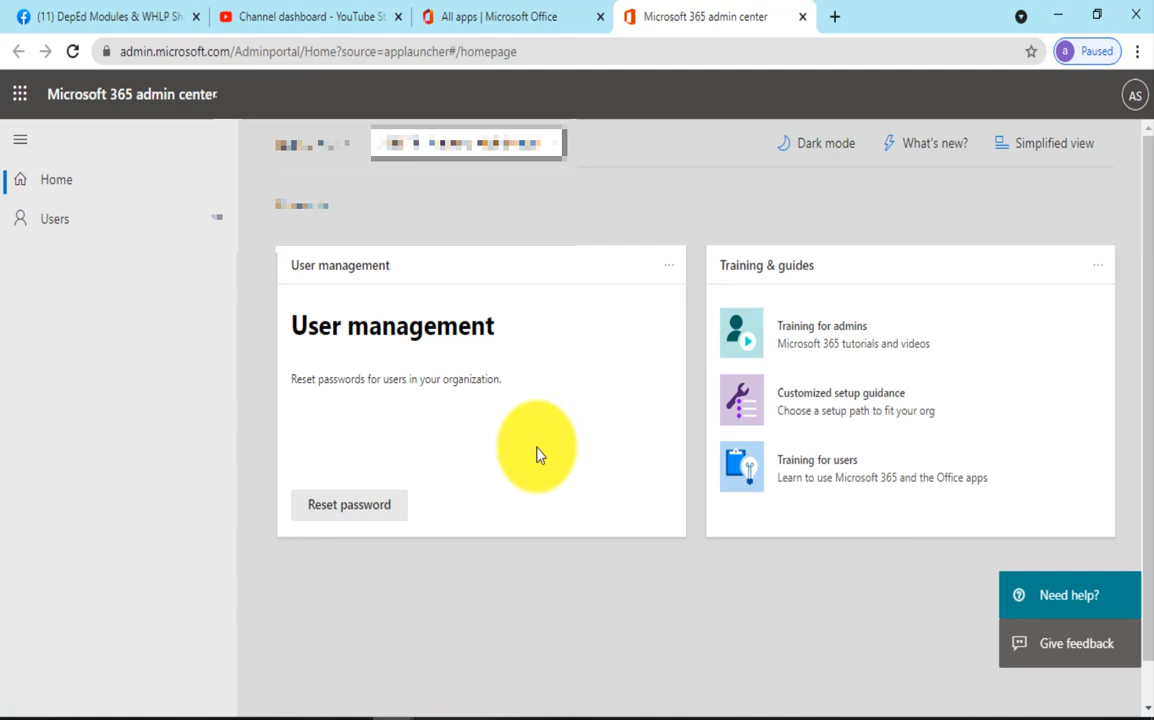 (11) DepEd Modules & WHLP Sh
Channel dashboard - YouTube St
All apps | Microsoft Office
Microsoft 365 admin center
admin.microsoft.com/Adminportal/Home?source=applauncher#/homepage
a Paused
Microsoft 365 admin center
AS
Dark mode
What's new?
Simplified view
Home
Users
User management
User management
Reset passwords for users in your organization.
Reset password
Training & guides
Training for admins
Microsoft 365 tutorials and videos
Customized setup guidance
Choose a setup path to fit your org
Training for users
Learn to use Microsoft 365 and the Office apps
Need help?
Give feedback